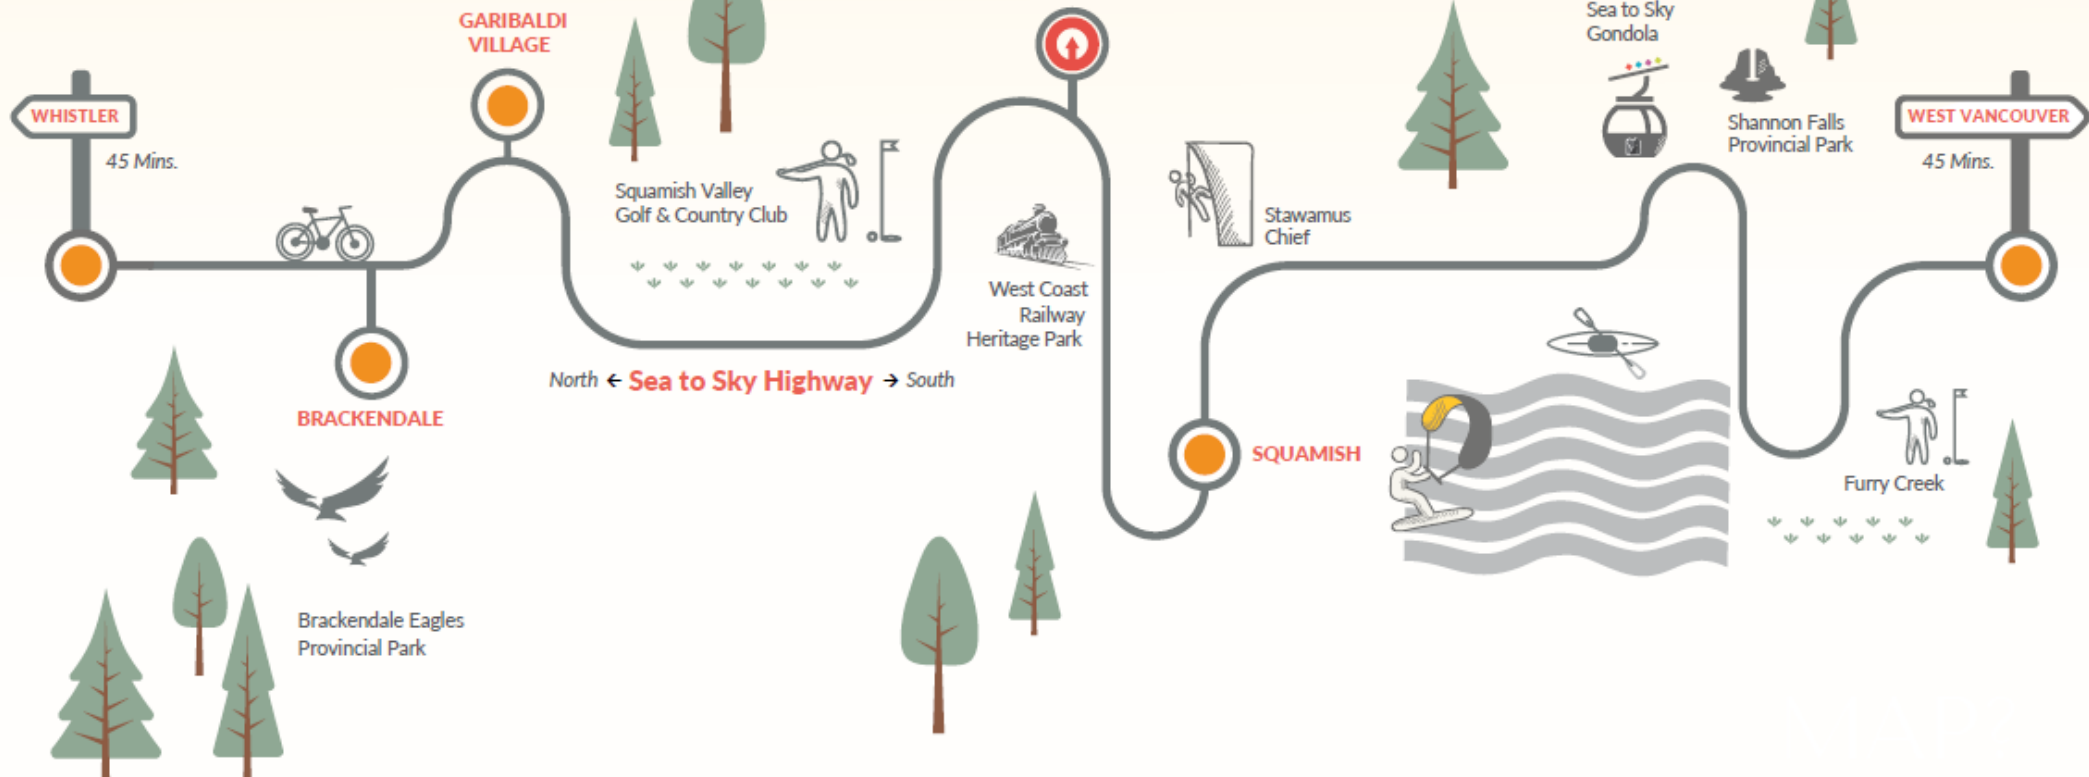 GARIBALDI
VILLAGE
Sea to Sky
Gondola
WHISTLER
45 Mins.
Shannon Falls
Provincial Park
WEST VANCOUVER
45 Mins.
Squamish Valley
Golf & Country Club
Stawamus
Chief
West Coast
Railway
Heritage Park
North ← Sea to Sky Highway → South
BRACKENDALE
SQUAMISH
Furry Creek
Brackendale Eagles
Provincial Park